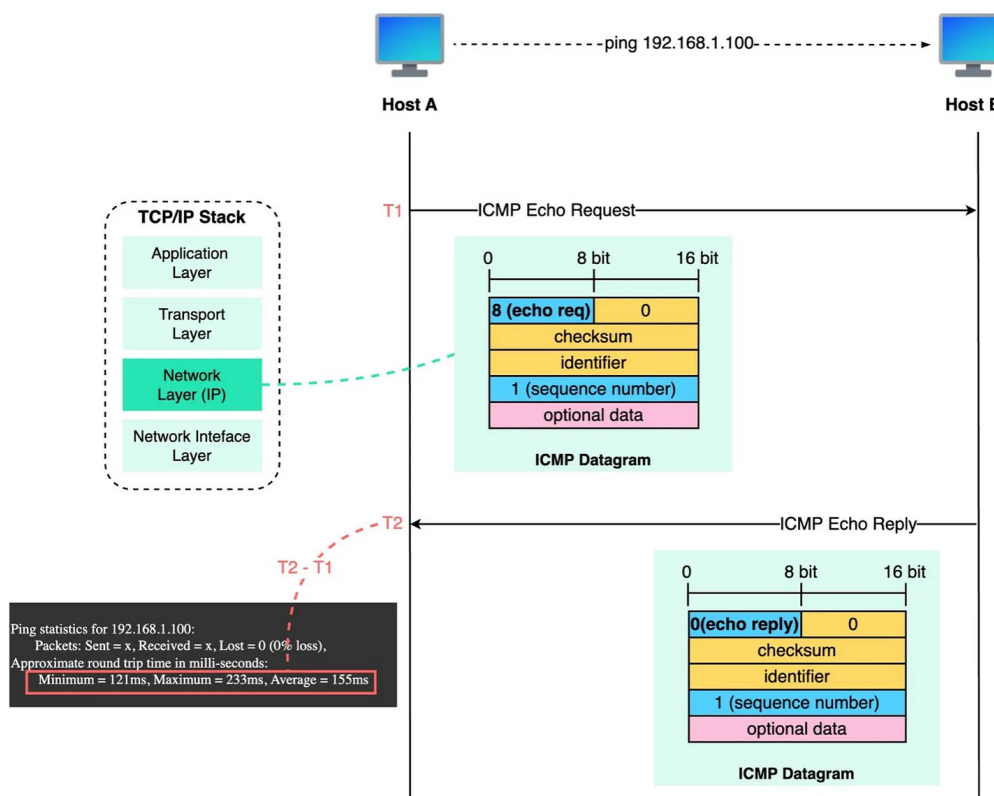 ping 192.168.1.100
Host A
Host B
TCP/IP Stack
Application
Layer
Transport
Layer
Network
Layer (IP)
Network Inteface
Layer
T1
ICMP Echo Request
0 8 bit 16 bit
8 (echo req) 0
checksum
identifier
1 (sequence number)
optional data
ICMP Datagram
T2
ICMP Echo Reply
T2 - T1
0 8 bit 16 bit
0(echo reply) 0
checksum
identifier
1 (sequence number)
optional data
ICMP Datagram
Ping statistics for 192.168.1.100:
Packets: Sent = x, Received = x, Lost = 0 (0% loss),
Approximate round trip time in milli-seconds:
Minimum = 121ms, Maximum = 233ms, Average = 155ms